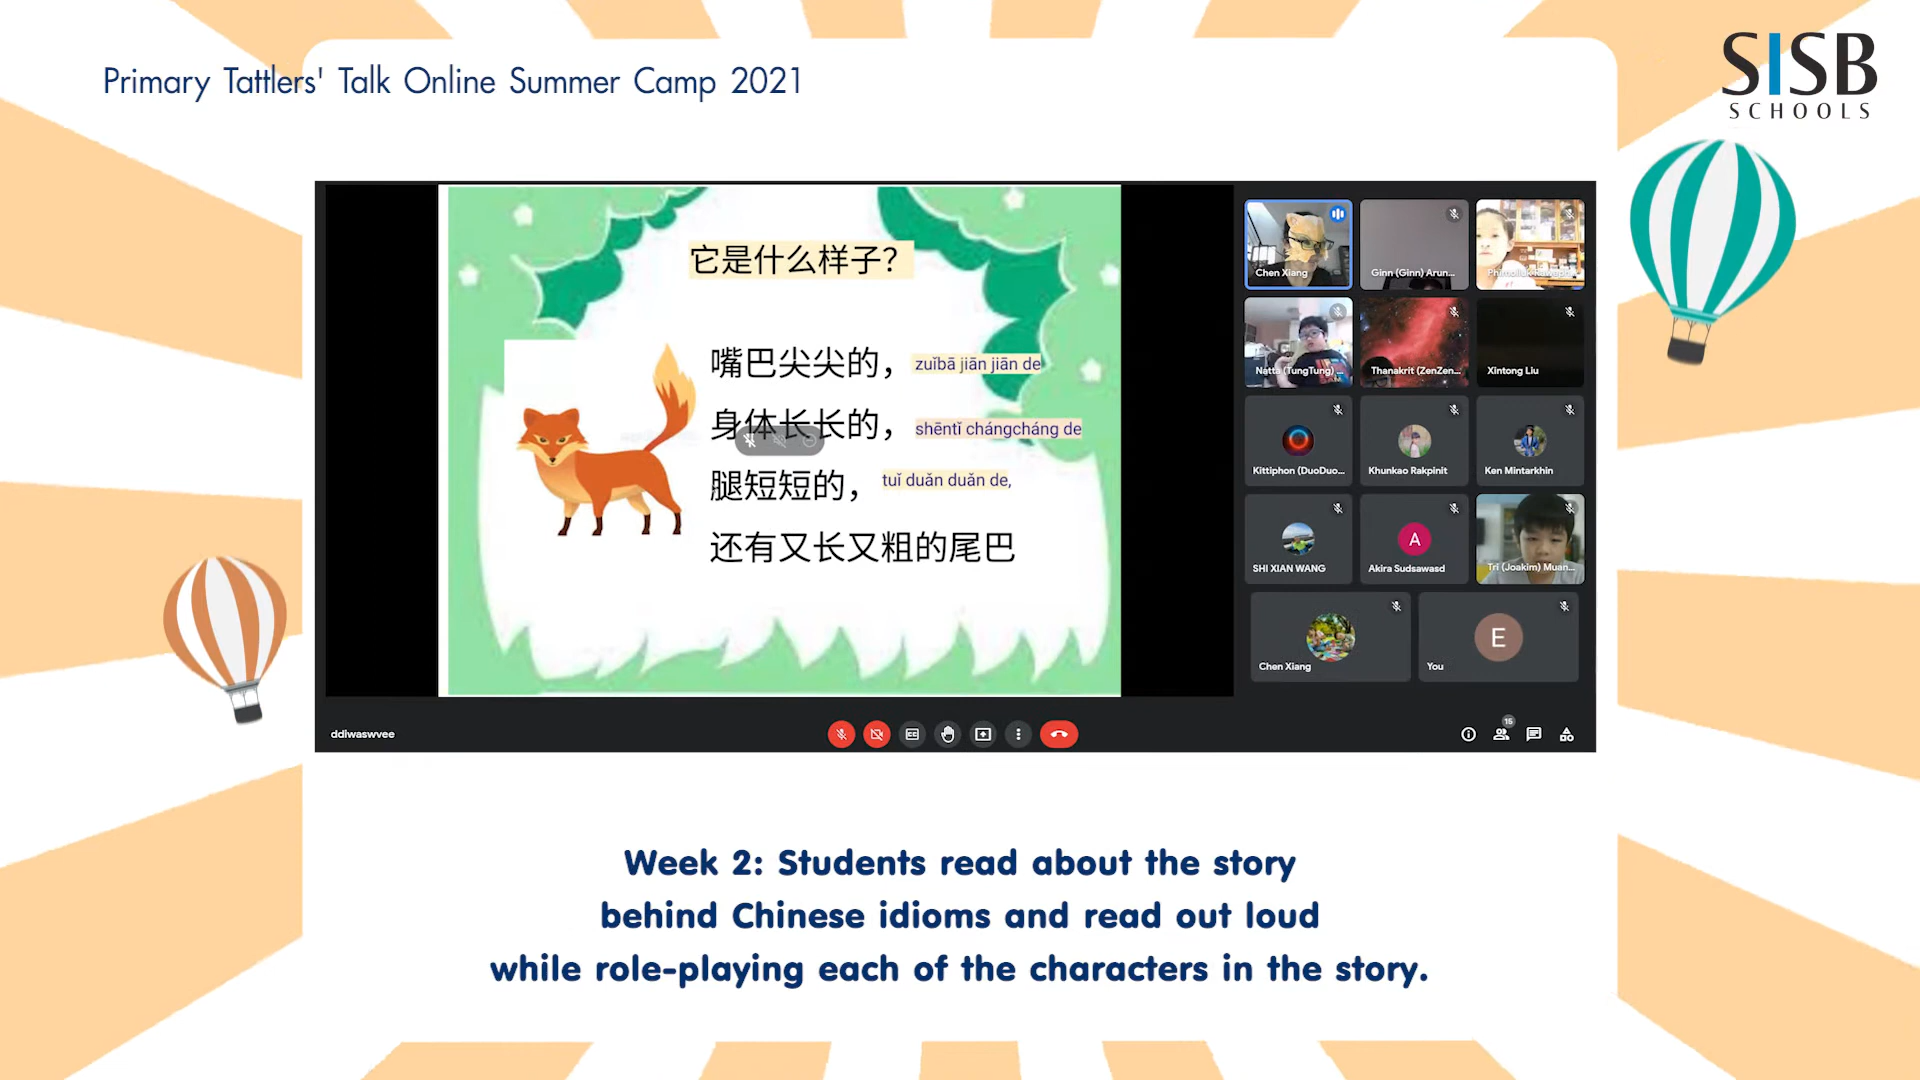 Primary Tattlers' Talk Online Summer Camp 2021
SISB
SCHOOLS
它是什么样子？
嘴巴尖尖的， zuǐbā jiān jiān de
身体长长的， shēntǐ chángcháng de
腿短短的， tuǐ duǎn duǎn de,
还有又长又粗的尾巴
Chen Xiang
Ginn (Ginn) Arun...
Natta (TungTung) ...
Thanakrit (ZenZen...
Xintong Liu
Kittiphon (DuoDuo...
Khunkao Rakpinit
Ken Mintarkhin
SHI XIAN WANG
A
Akira Sudsawasd
Tri (Joakim) Muan...
Chen Xiang
E
You
ddiwaswvee
15
Week 2: Students read about the story
behind Chinese idioms and read out loud
while role-playing each of the characters in the story.